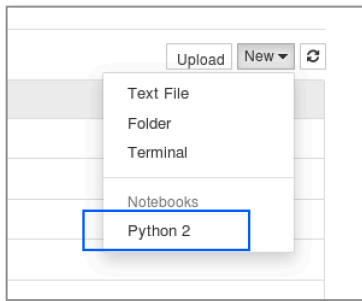 Upload New
Text File
Folder
Terminal
Notebooks
Python 2